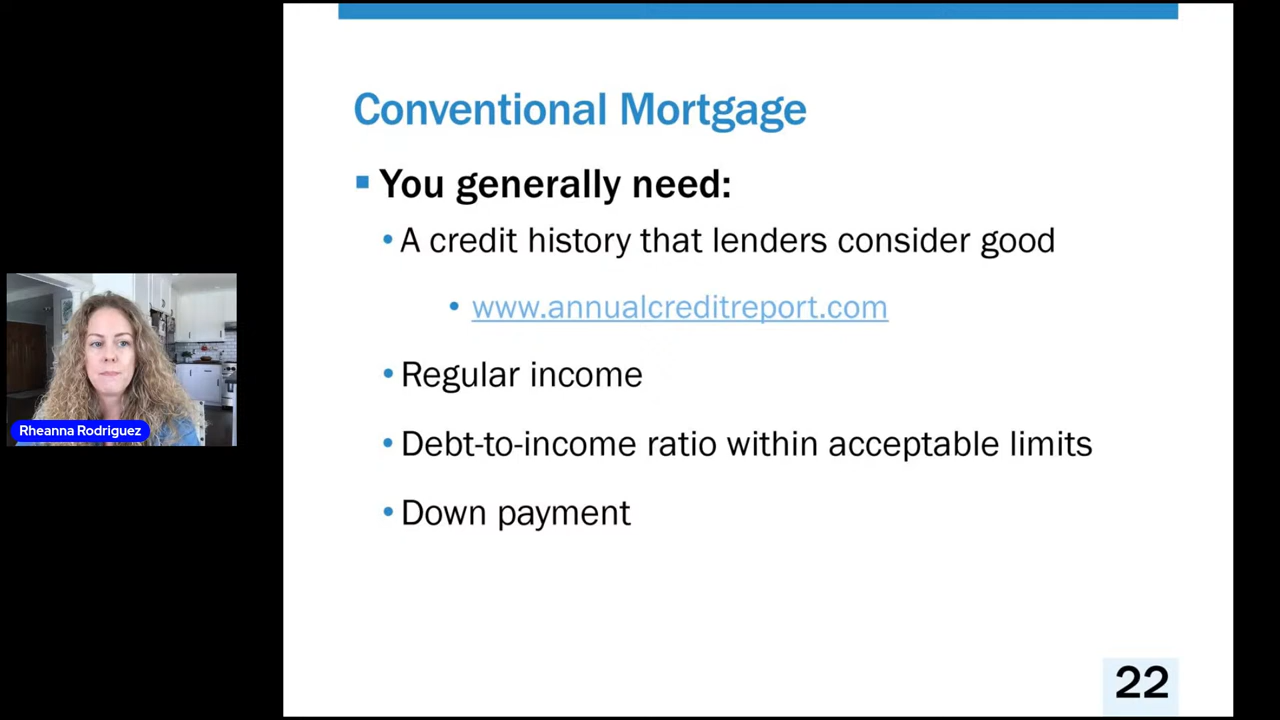 Conventional Mortgage
You generally need:
A credit history that lenders consider good
www.annualcreditreport.com
Regular income
Debt-to-income ratio within acceptable limits
Down payment
Rheanna Rodriguez
22